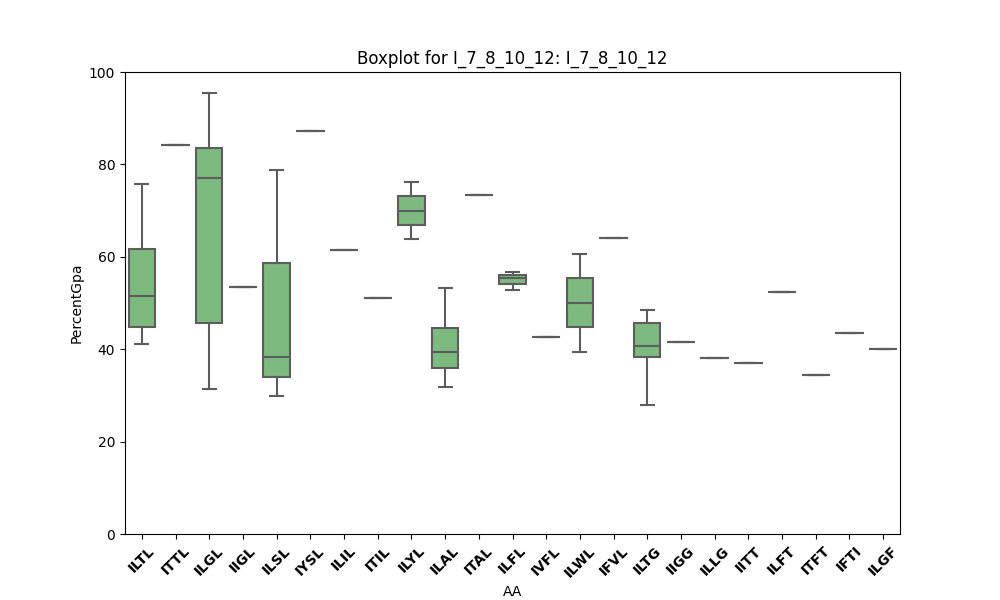 Boxplot for I_7_8_10_12: I_7_8_10_12
100
80
60
40
20
0
PercentGpa
ILTL ITTL ILGL IIGL ILSL IYSL ILIL ITIL ILYL ILAL ITAL ILFL IVFL ILWL IFVL ILTG IIGG ILLG IITT ILFT ITFT IFTI ILGF
AA